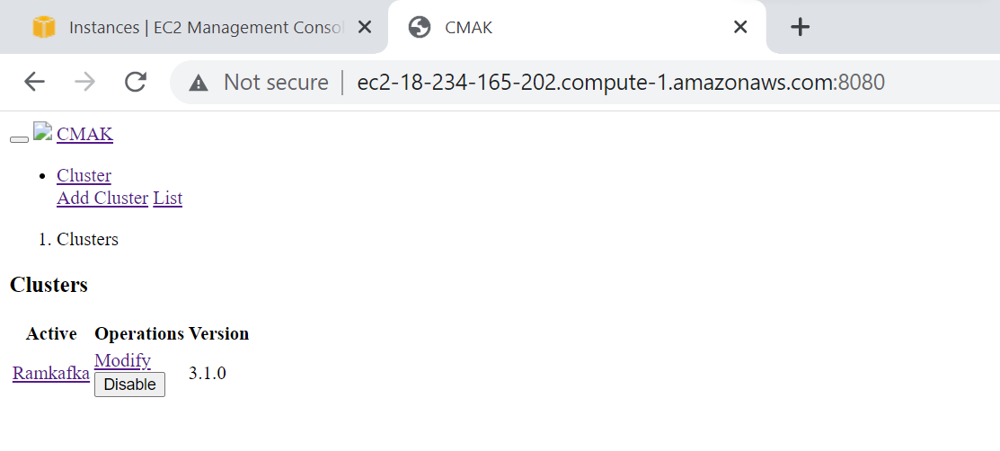 Instances | EC2 Management Conso
CMAK
Not secure
ec2-18-234-165-202.compute-1.amazonaws.com:8080
CMAK
Cluster
Add Cluster List
1. Clusters
Clusters
Active Operations Version
Ramkafka Modify 3.1.0
Disable